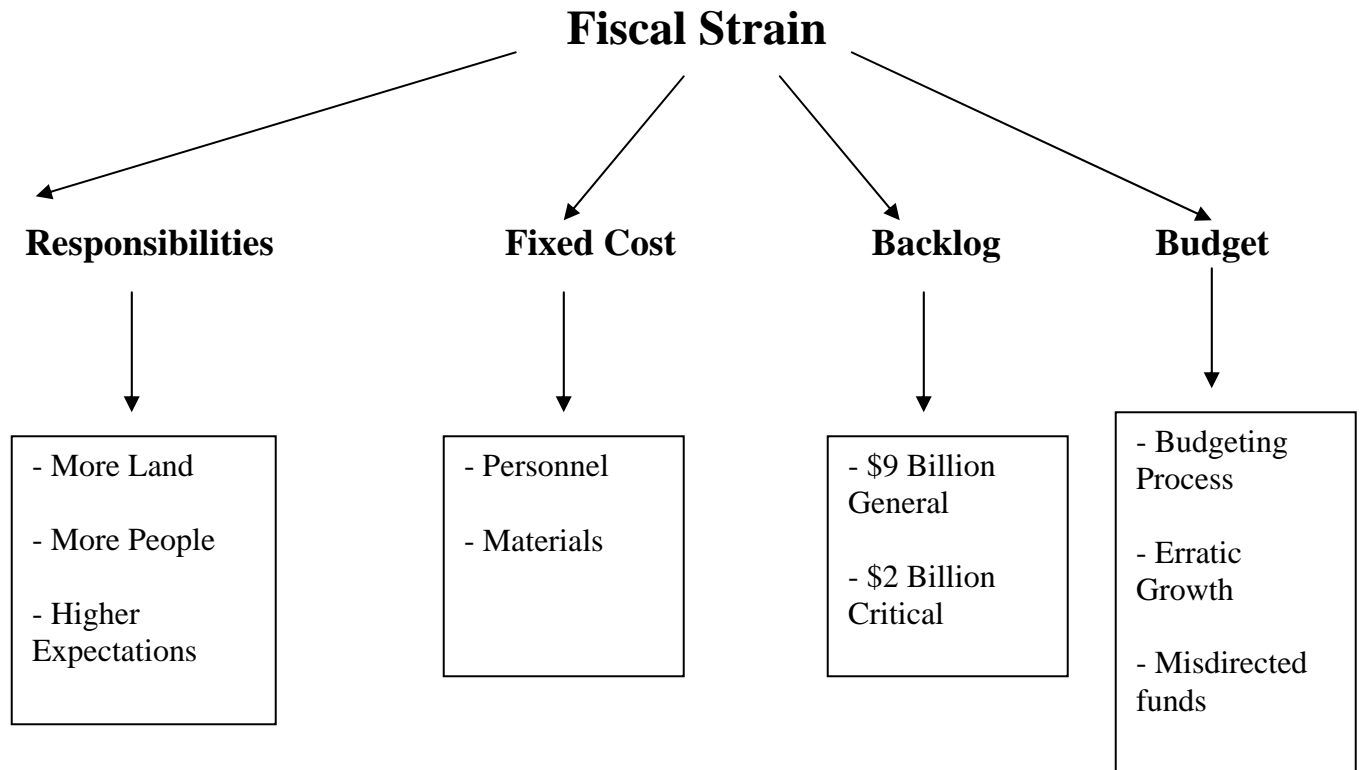 Fiscal Strain
Responsibilities
Fixed Cost
Backlog
Budget
- More Land
- More People
- Higher
Expectations
- Personnel
- Materials
- $9 Billion
General
- $2 Billion
Critical
- Budgeting
Process
- Erratic
Growth
- Misdirected
funds